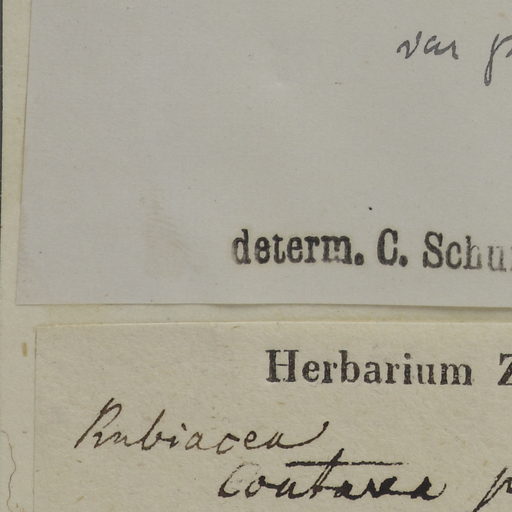 var
determ. C. Schu
Herbarium Z
Rubiacea
Coutarea p